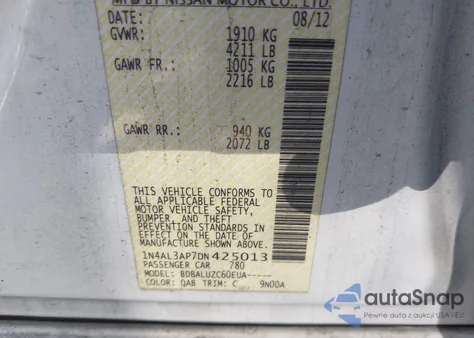 MFD BY NISSAN MOTOR CO., LTD.
DATE: 08/12
GVWR: 1910 KG
4211 LB
GAWR FR.: 1005 KG
2216 LB
GAWR RR.: 940 KG
2072 LB
THIS VEHICLE CONFORMS TO
ALL APPLICABLE FEDERAL
MOTOR VEHICLE SAFETY,
BUMPER, AND THEFT
PREVENTION STANDARDS
IN EFFECT ON THE DATE OF
MANUFACTURE SHOWN ABOVE.
1N4AL3AP7DN425013
PASSENGER CAR 780
MODEL: BDBALUZC60EUA-----
COLOR: QAB TRIM: C 9N00A
autoSnap
Pewne auta z aukcji USA i EU